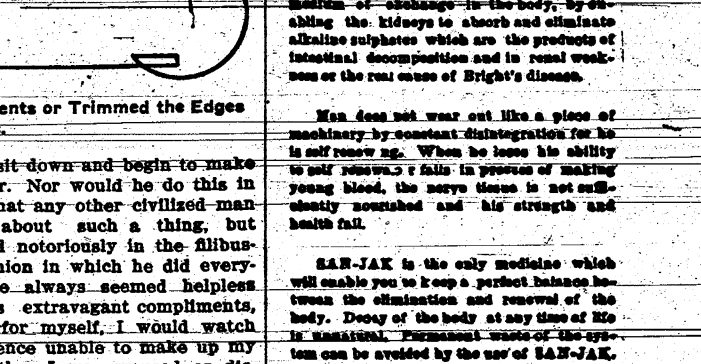 ents or Trimmed the Edges
sit down and begin to make
r. Nor would he do this in
hat any other civilized man
about such a thing, but
d notoriously in the filibus-
nion in which he did every-
e always seemed helpless
s extravagant compliments,
for myself, I would watch
ence unable to make up my
medium of exchange in the body, by en-
abling the kidneys to absorb and eliminate
alkaline sulphates which are the products of
intestinal decomposition and in renal weak-
ness or the real cause of Bright's disease.
Man does not wear out like a piece of
machinery by constant disintegration for he
is self renew ng. When he loses his ability
to self r falls in process of making
young blood, the nerve tissue is not suffi-
ciently nourished and his strength and
health fail.
SAN-JAK is the only medicine which
will enable you to keep a perfect balance be-
tween the elimination and renewal of the
body. Decay of the body at any time of life
is unnatural. Permanent waste of the sys-
tem can be avoided by the use of SAN-JAK,